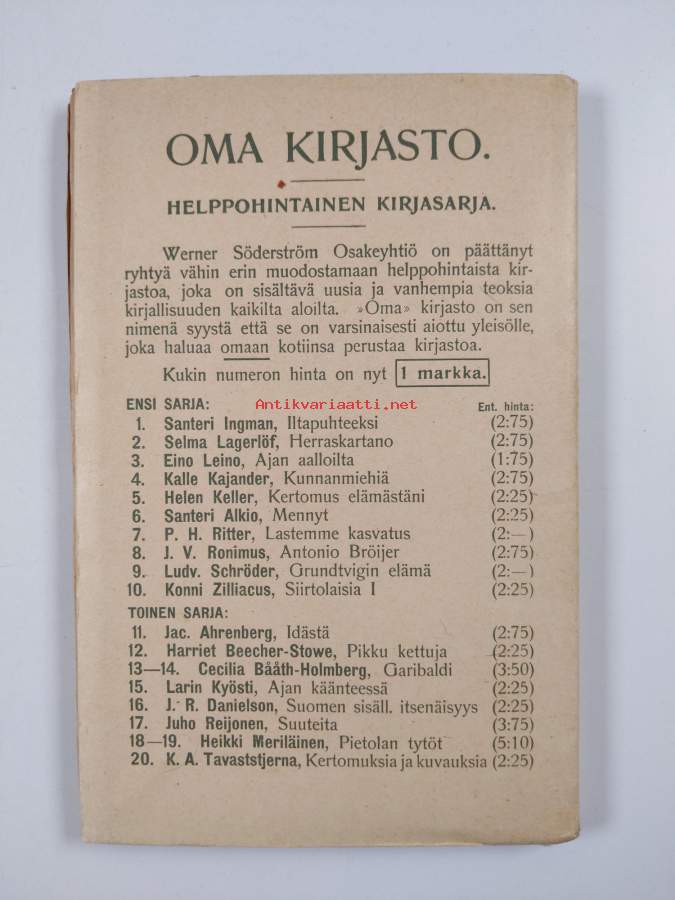 OMA KIRJASTO.
HELPPOHINTAINEN KIRJASARJA.
Werner Söderström Osakeyhtiö on päättänyt
ryhtyä vähin erin muodostamaan helppohintaista kir-
jastoa, joka on sisältävä uusia ja vanhempia teoksia
kirjallisuuden kaikilta aloilta. »Oma» kirjasto on sen
nimenä syystä että se on varsinaisesti aiottu yleisölle,
joka haluaa omaan kotiinsa perustaa kirjastoa.
Kukin numeron hinta on nyt 1 markka.
Antikvariaatti.net
ENSI SARJA: Ent. hinta:
1. Santeri Ingman, Iltapuhteeksi (2:75)
2. Selma Lagerlöf, Herraskartano (2:75)
3. Eino Leino, Ajan aalloilta (1:75)
4. Kalle Kajander, Kunnanmiehiä (2:75)
5. Helen Keller, Kertomus elämästäni (2:25)
6. Santeri Alkio, Mennyt (2:25)
7. P. H. Ritter, Lastemme kasvatus (2:—)
8. J. V. Ronimus, Antonio Bröijer (2:75)
9. Ludv. Schröder, Grundtvigin elämä (2:—)
10. Konni Zilliacus, Siirtolaisia I (2:25)
TOINEN SARJA:
11. Jac. Ahrenberg, Idästä (2:75)
12. Harriet Beecher-Stowe, Pikku kettuja (2:25)
13—14. Cecilia Bååth-Holmberg, Garibaldi (3:50)
15. Larin Kyösti, Ajan käänteessä (2:25)
16. J. R. Danielson, Suomen sisäll. itsenäisyys (2:25)
17. Juho Reijonen, Suuteita (3:75)
18—19. Heikki Meriläinen, Pietolan tytöt (5:10)
20. K. A. Tavaststjerna, Kertomuksia ja kuvauksia (2:25)